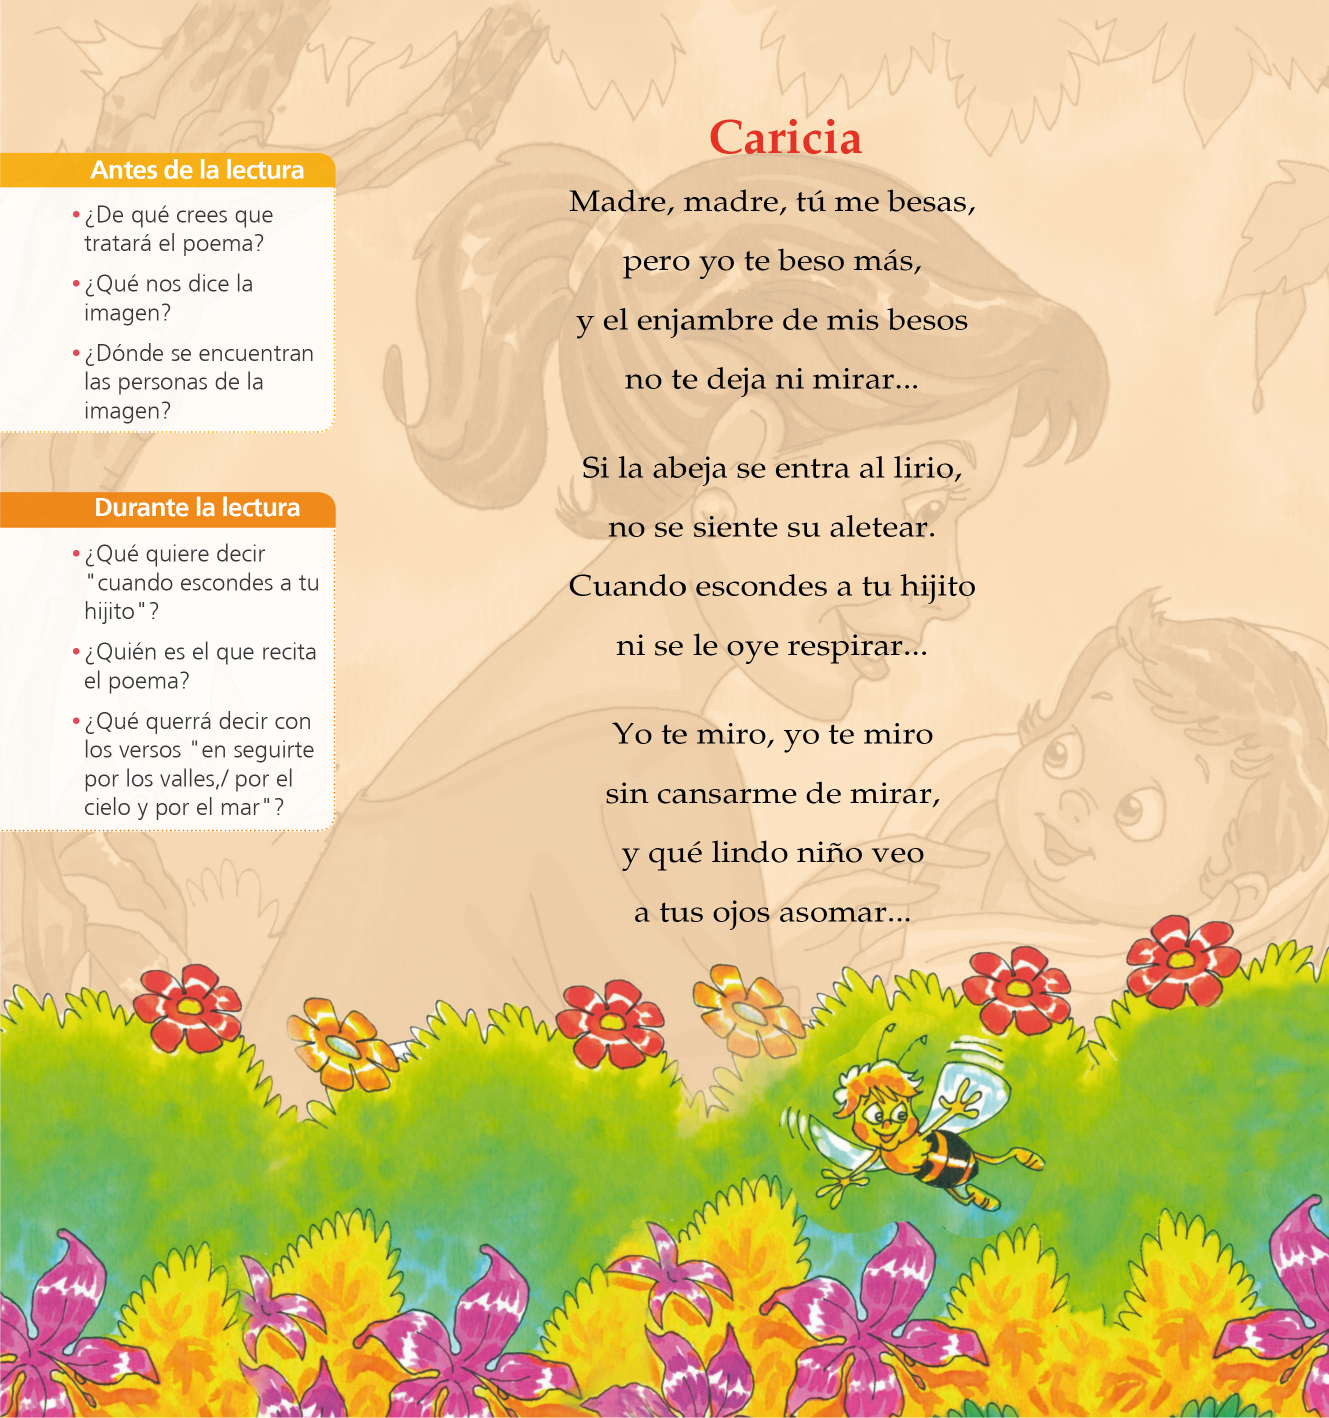 Antes de la lectura
• ¿De qué crees que
tratará el poema?
• ¿Qué nos dice la
imagen?
• ¿Dónde se encuentran
las personas de la
imagen?
Durante la lectura
• ¿Qué quiere decir
"cuando escondes a tu
hijito"?
• ¿Quién es el que recita
el poema?
• ¿Qué querrá decir con
los versos "en seguirte
por los valles,/ por el
cielo y por el mar"?
Caricia
Madre, madre, tú me besas,
pero yo te beso más,
y el enjambre de mis besos
no te deja ni mirar...
Si la abeja se entra al lirio,
no se siente su aletear.
Cuando escondes a tu hijito
ni se le oye respirar...
Yo te miro, yo te miro
sin cansarme de mirar,
y qué lindo niño veo
a tus ojos asomar...